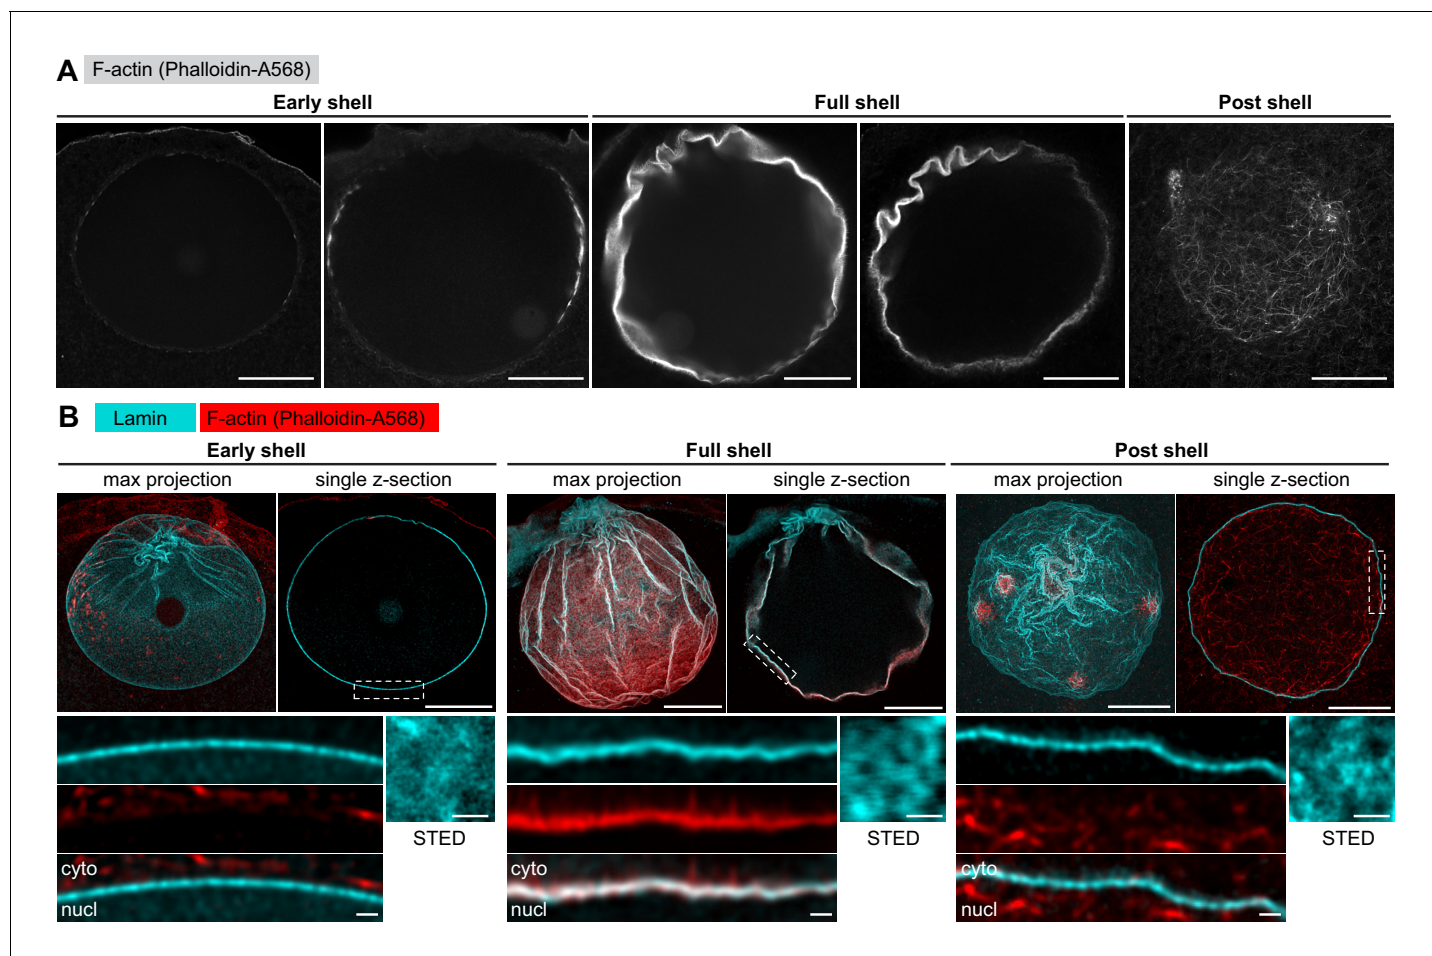 A F-actin (Phalloidin-A568)
Early shell Full shell Post shell
B Lamin F-actin (Phalloidin-A568)
Early shell Full shell Post shell
max projection single z-section max projection single z-section max projection single z-section
STED STED STED
cyto cyto cyto
nucl nucl nucl